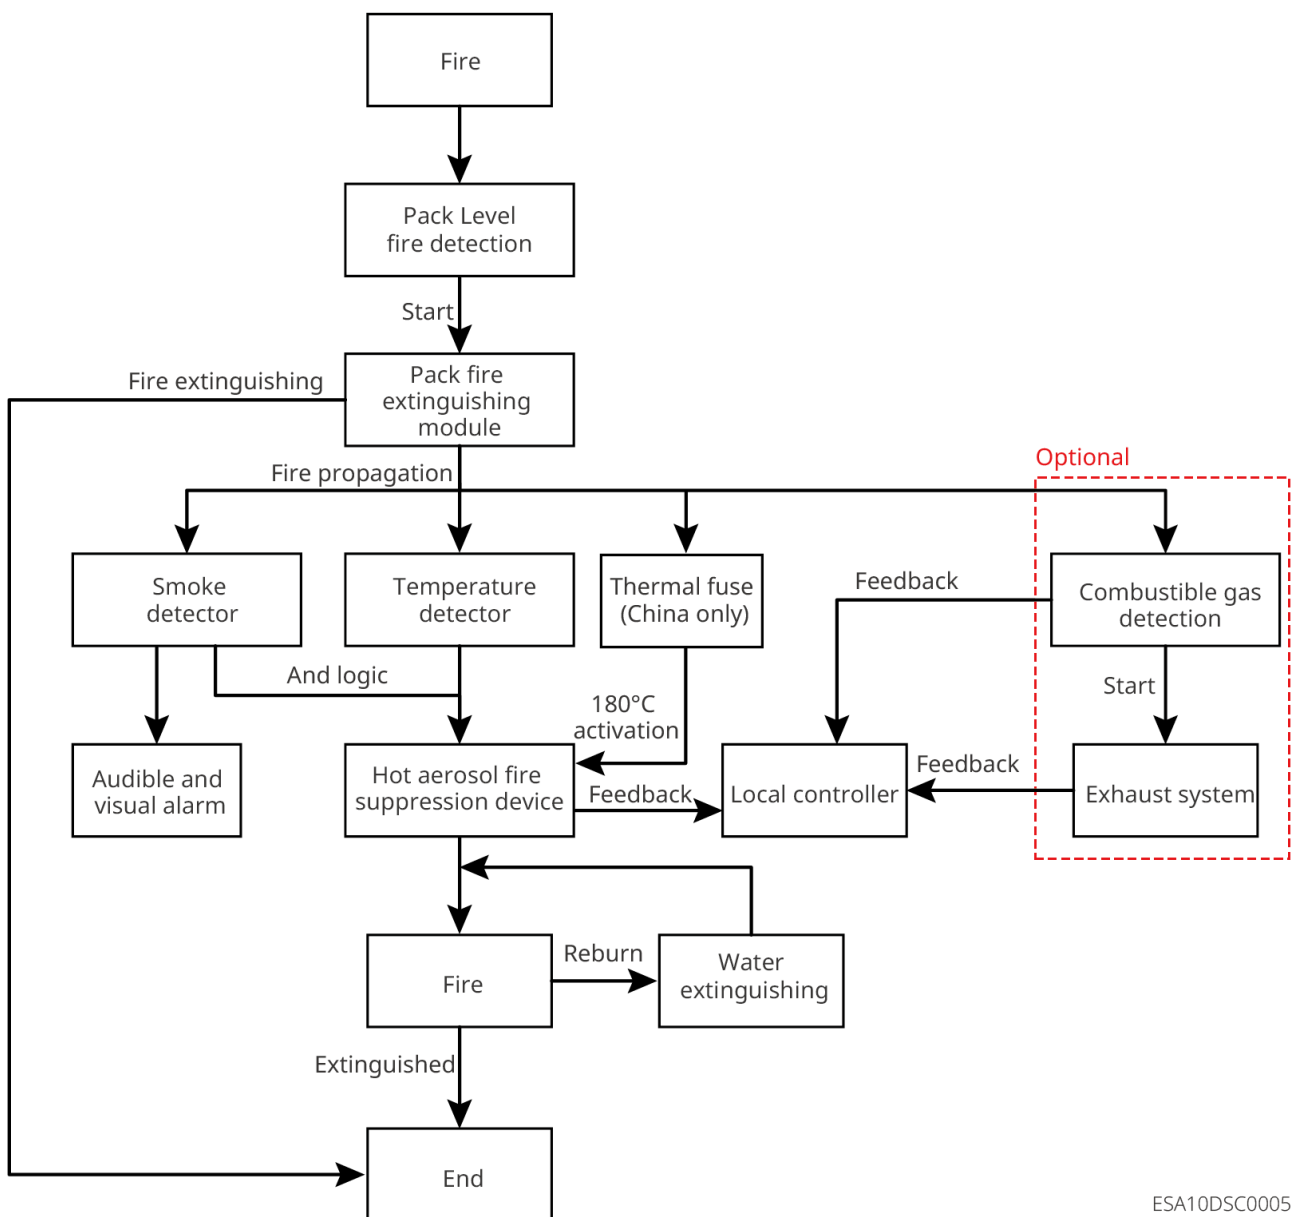 Fire
Pack Level
fire detection
Start
Fire extinguishing
Pack fire
extinguishing
module
Fire propagation
Optional
Smoke
detector
Temperature
detector
Thermal fuse
(China only)
Feedback
Combustible gas
detection
And logic
180°C
activation
Start
Audible and
visual alarm
Hot aerosol fire
suppression device
Feedback
Local controller
Feedback
Exhaust system
Fire
Reburn
Water
extinguishing
Extinguished
End
ESA10DSC0005